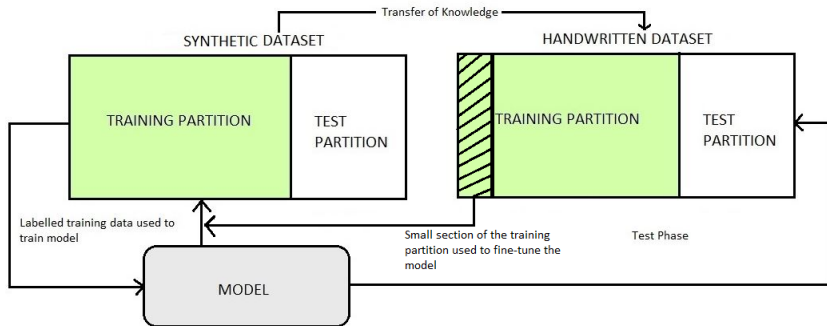 Transfer of Knowledge
SYNTHETIC DATASET
HANDWRITTEN DATASET
TRAINING PARTITION
TEST
PARTITION
TRAINING PARTITION
TEST
PARTITION
Labelled training data used to
train model
Small section of the training
partition used to fine-tune the
model
Test Phase
MODEL